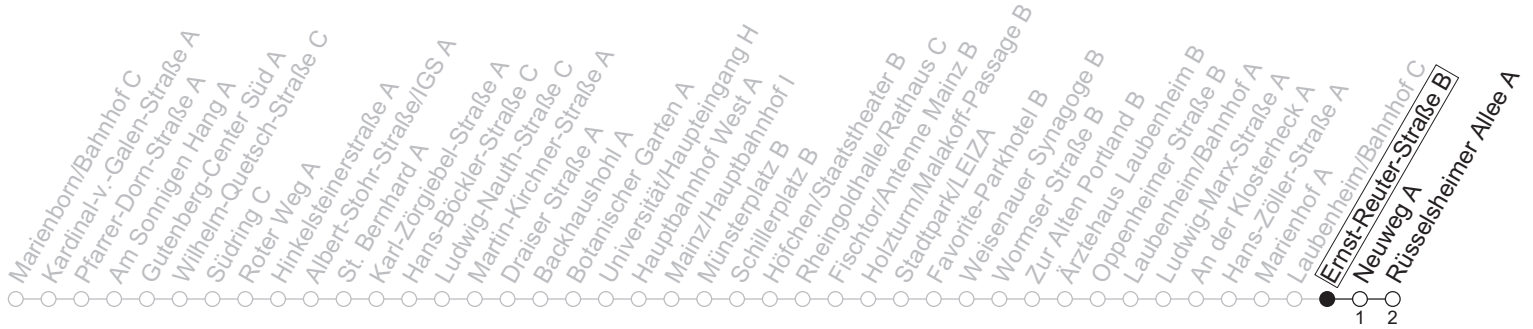 Marienborn/Bahnhof C
Kardinal-v.-Galen-Straße A
Pfarrer-Dorn-Straße A
Am Sonnigen Hang A
Gutenberg-Center Süd A
Wilhelm-Quetsch-Straße C
Südring C
Roter Weg A
Hinkelsteinerstraße A
Albert-Stohr-Straße/IGS A
St. Bernhard A
Karl-Zörgiebel-Straße A
Hans-Böckler-Straße C
Ludwig-Nauth-Straße C
Martin-Kirchner-Straße A
Draiser Straße A
Backhaushohl A
Botanischer Garten A
Universität/Haupteingang H
Hauptbahnhof West A
Mainz/Hauptbahnhof I
Münsterplatz B
Schillerplatz B
Höfchen/Staatstheater B
Rheingoldhalle/Rathaus C
Fischtor/Antenne Mainz B
Holzturm/Malakoff-Passage B
Stadtpark/LEIZA
Favorite-Parkhotel B
Weisenauer Synagoge B
Wormser Straße B
Zur Alten Portland B
Ärztehaus Laubenheim B
Oppenheimer Straße B
Laubenheim/Bahnhof A
Ludwig-Marx-Straße A
An der Klosterheck A
Hans-Zöller-Straße A
Marienhof A
Laubenheim/Bahnhof C
Ernst-Reuter-Straße B
Neuweg A
Rüsselsheimer Allee A
1 2